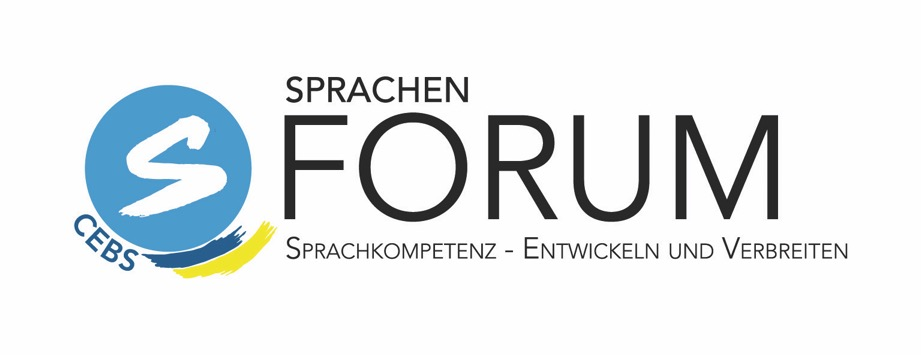 S
CEBS
SPRACHEN
FORUM
SPRACHKOMPETENZ - ENTWICKELN UND VERBREITEN